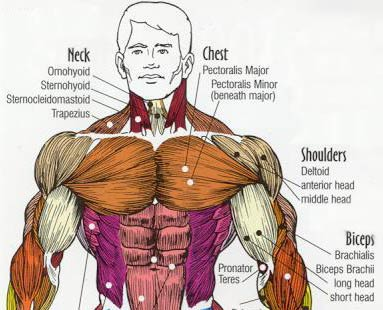 Neck
Omohyoid
Sternohyoid
Sternocleidomastoid
Trapezius
Chest
Pectoralis Major
Pectoralis Minor
(beneath major)
Shoulders
Deltoid
anterior head
middle head
Biceps
Brachialis
Biceps Brachii
long head
short head
Pronator
Teres